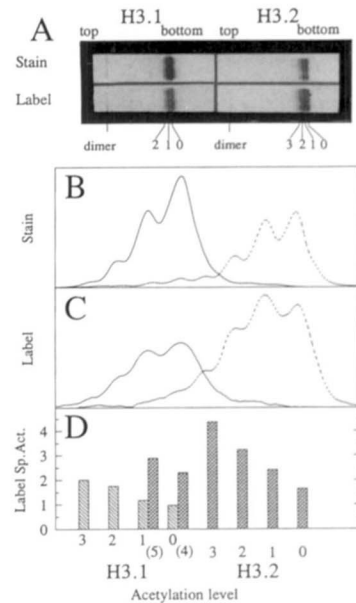 A
H3.1
H3.2
top bottom top bottom
Stain
Label
dimer 2 1 0 dimer 3 2 1 0
B
Stain
C
Label
D
Label Sp.Act.
4
3
2
1
0
3 2 1 0 3 2 1 0
(5) (4)
H3.1 H3.2
Acetylation level